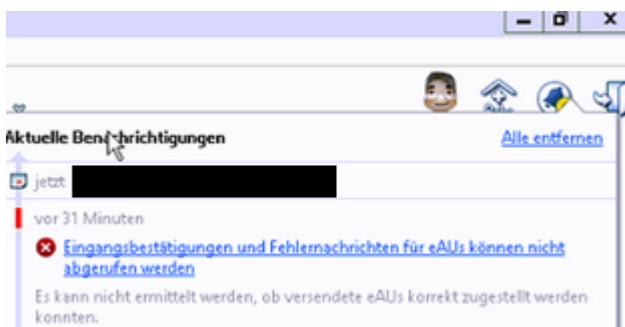 Aktuelle Benachrichtigungen
Alle entfernen
jetzt
vor 31 Minuten
Eingangsbestätigungen und Fehlernachrichten für eAUs können nicht
abgerufen werden
Es kann nicht ermittelt werden, ob versendete eAUs korrekt zugestellt werden
konnten.